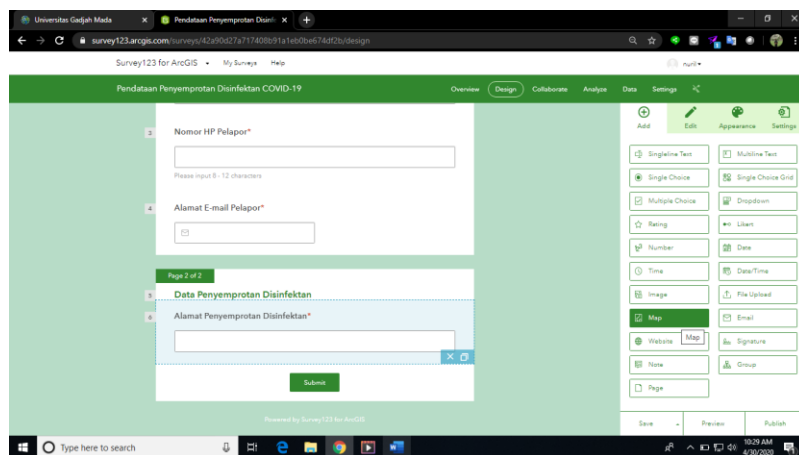 Universitas Gadjah Mada
Pendataan Penyemprotan Disinf
survey123.arcgis.com/surveys/42a90d27a717408b91a1eb0be674df2b/design
Survey123 for ArcGIS My Surveys Help nuril
Pendataan Penyemprotan Disinfektan COVID-19 Overview Design Collaborate Analyze Data Settings
Add Edit Appearance Settings
3 Nomor HP Pelapor*
Please input 8 - 12 characters
4 Alamat E-mail Pelapor*
Page 2 of 2
5 Data Penyemprotan Disinfektan
6 Alamat Penyemprotan Disinfektan*
Submit
Powered by Survey123 for ArcGIS
Singleline Text Multiline Text
Single Choice Single Choice Grid
Multiple Choice Dropdown
Rating Likert
Number Date
Time Date/Time
Image File Upload
Map Email
Website Map Signature
Note Group
Page
Save Preview Publish
Type here to search
10:29 AM
4/30/2020